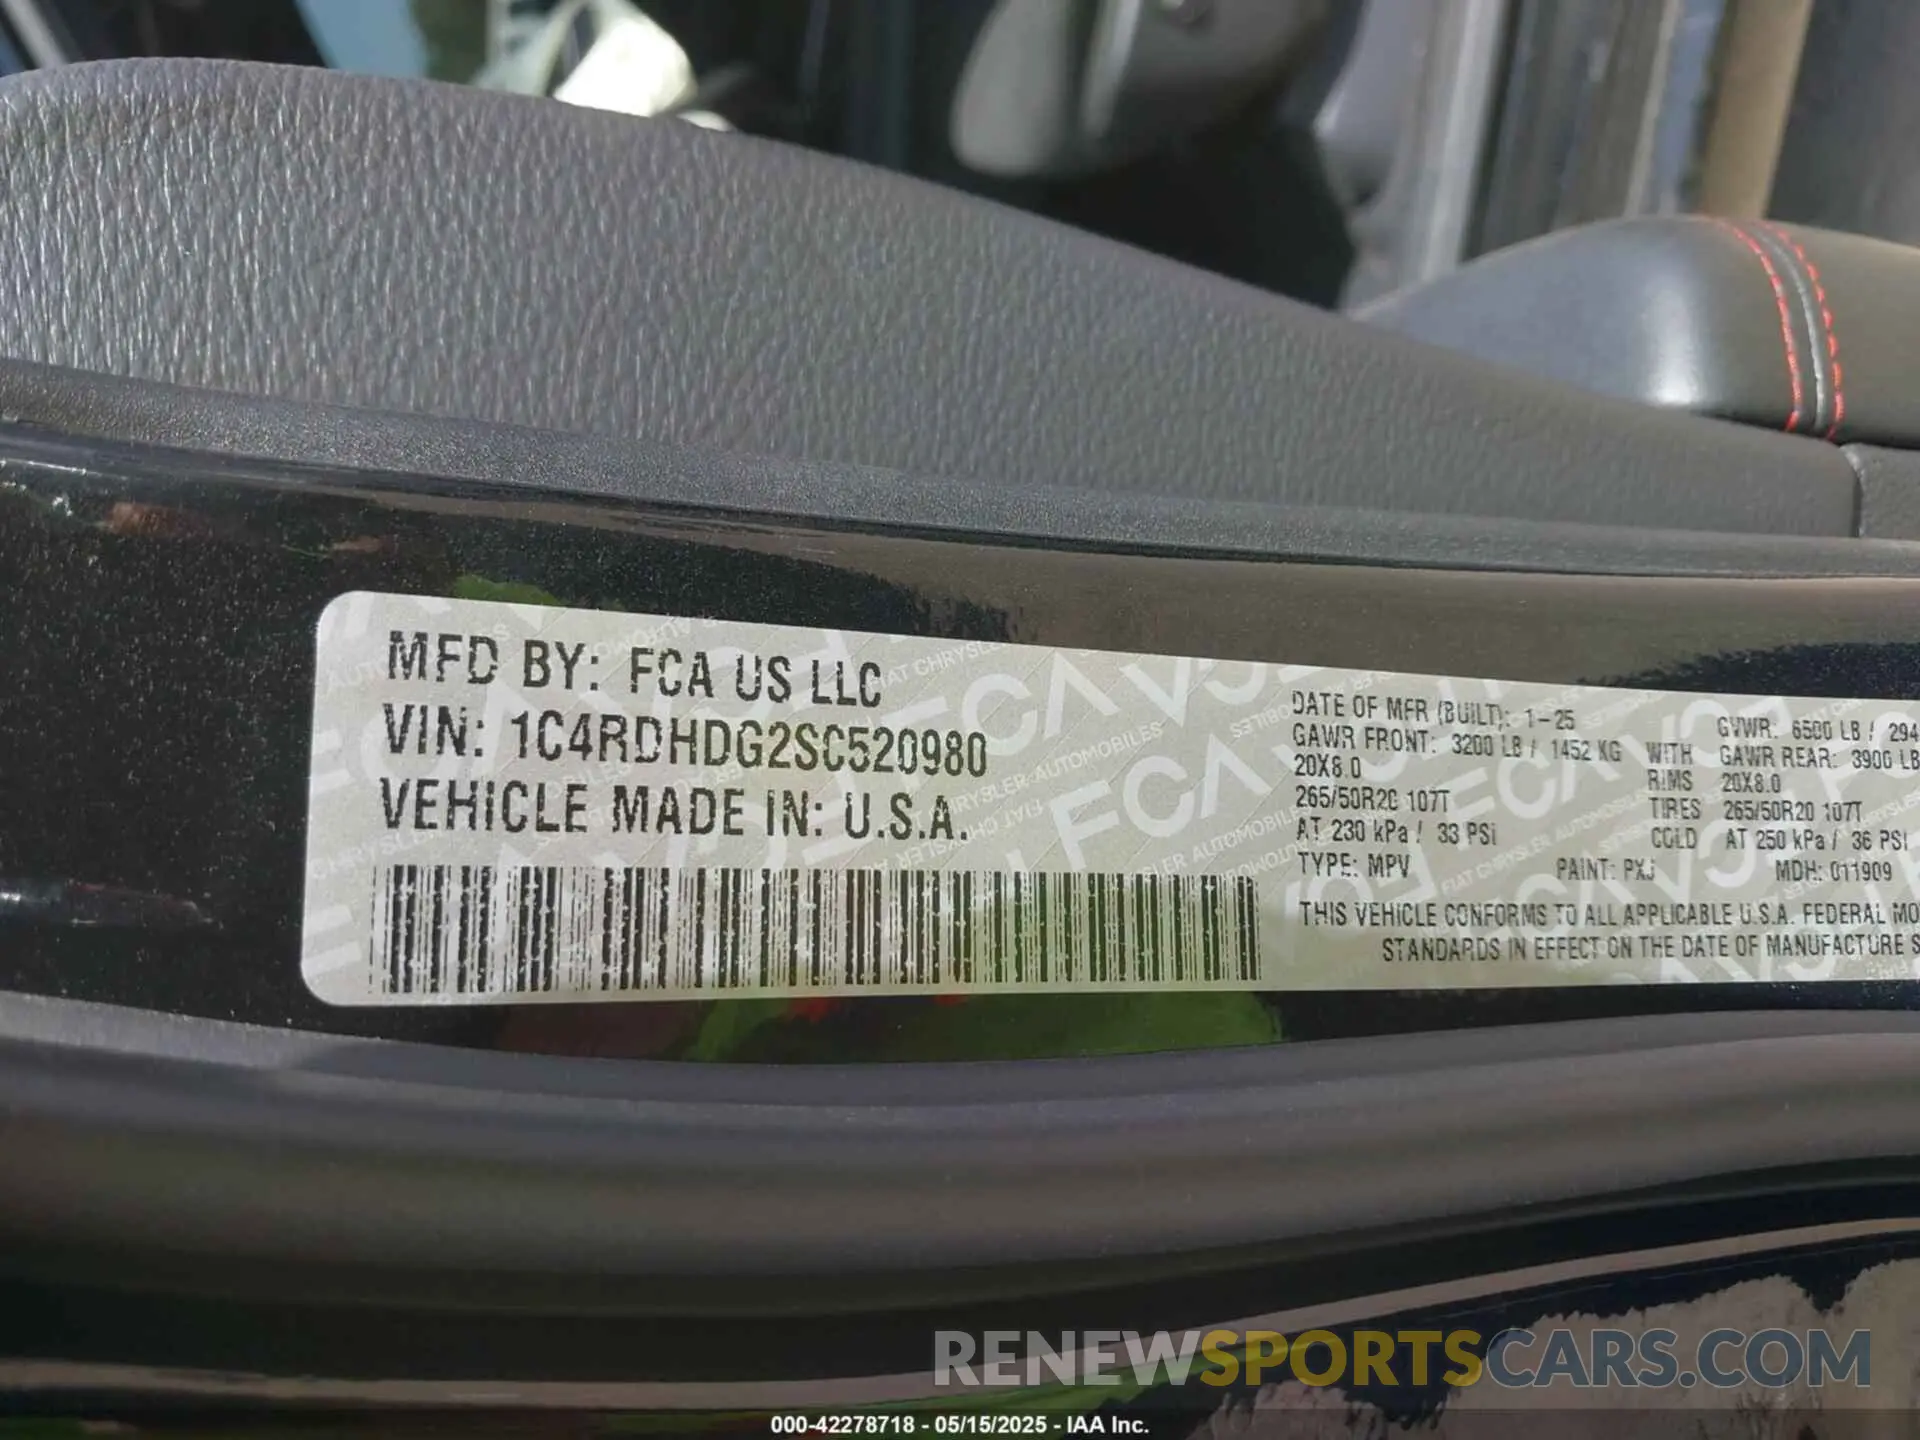 MFD BY: FCA US LLC
VIN: 1C4RDHDG2SC520980
VEHICLE MADE IN: U.S.A.
DATE OF MFR (BUILT): 1-25
GVWR: 6500 LB / 294
GAWR FRONT: 3200 LB / 1452 KG WITH GAWR REAR: 3900 LB
20X8.0 RIMS 20X8.0
265/50R20 107T TIRES 265/50R20 107T
AT 230 kPa / 33 PSi COLD AT 250 kPa / 36 PSI
TYPE: MPV PAINT: PXJ MDH: 011909
THIS VEHICLE CONFORMS TO ALL APPLICABLE U.S.A. FEDERAL MO
STANDARDS IN EFFECT ON THE DATE OF MANUFACTURE S
RENEWSPORTSCARS.COM
000-42278718 - 05/15/2025 - IAA Inc.